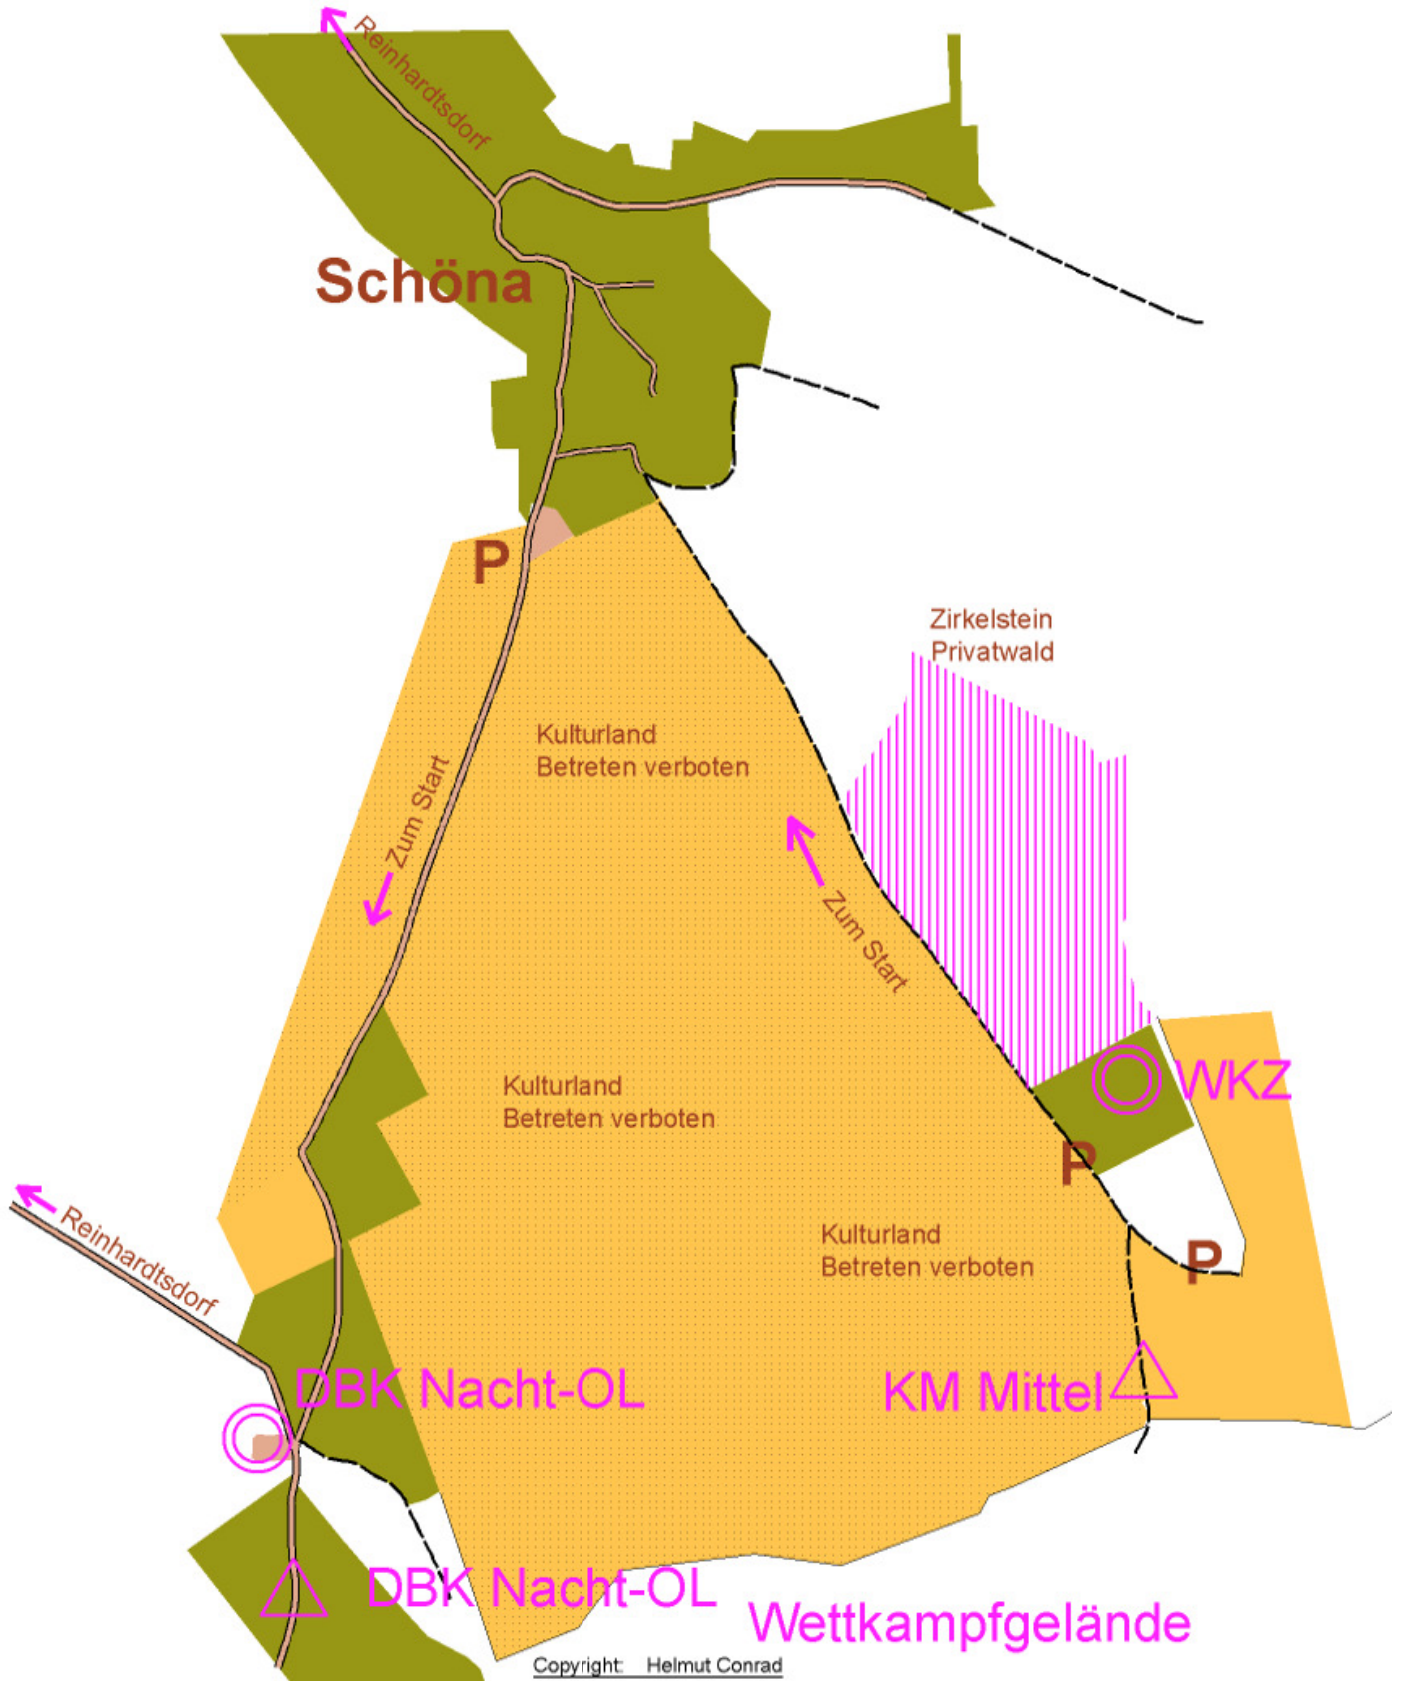 Reinhardtsdorf
Schöna
P
Zirkelstein
Privatwald
Kulturland
Betreten verboten
Zum Start
Zum Start
WKZ
Kulturland
Betreten verboten
P
Reinhardtsdorf
Kulturland
Betreten verboten
P
DBK Nacht-OL
KM Mittel
DBK Nacht-OL
Wettkampfgelände
Copyright: Helmut Conrad